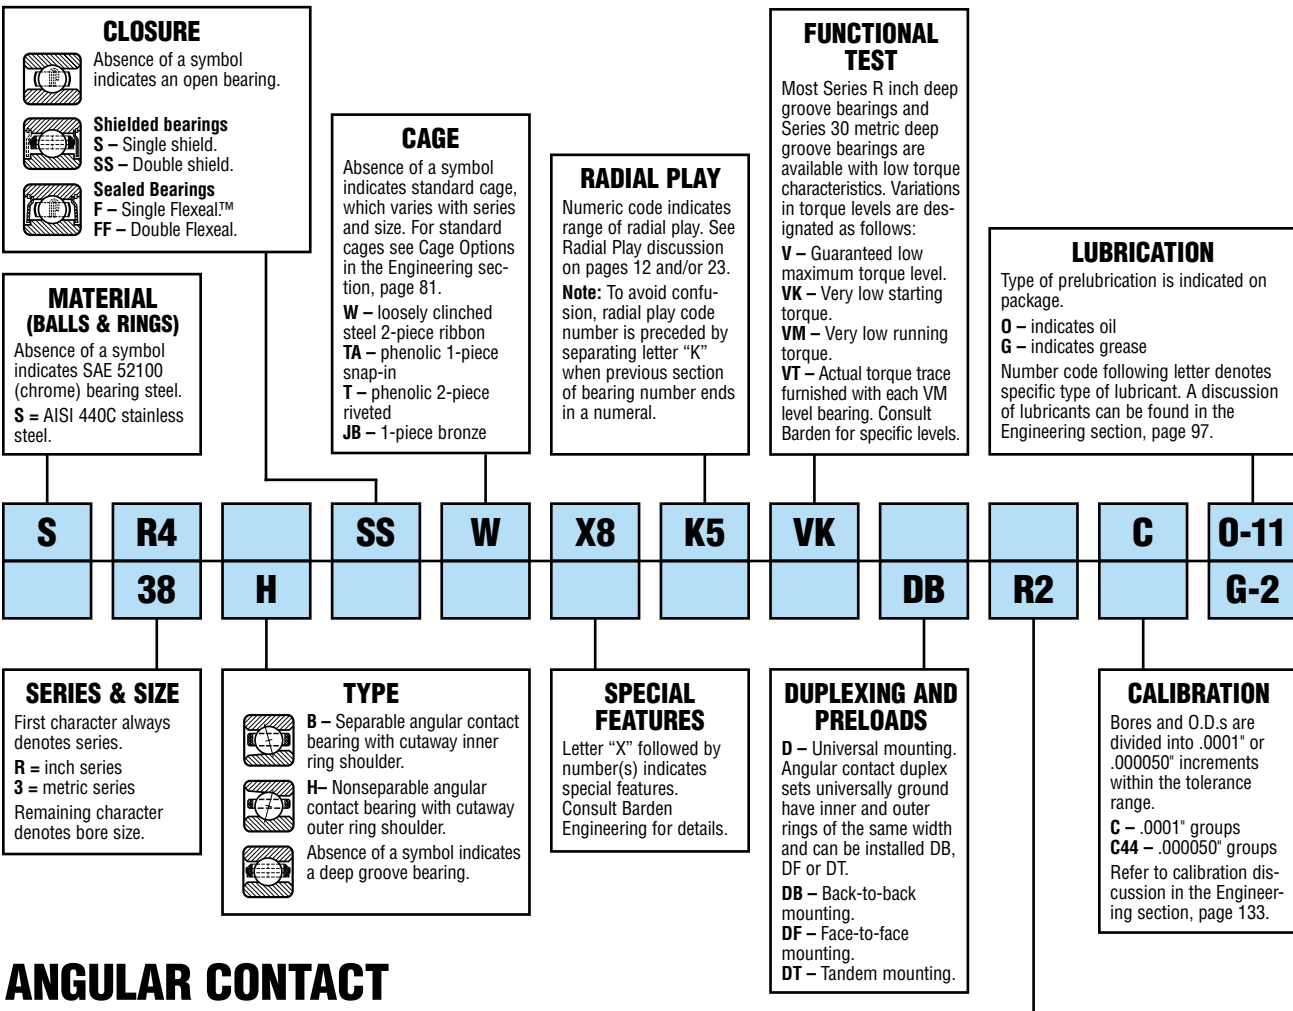 CLOSURE
Absence of a symbol
indicates an open bearing.
Shielded bearings
S – Single shield.
SS – Double shield.
Sealed Bearings
F – Single Flexeal.™
FF – Double Flexeal.
MATERIAL
(BALLS & RINGS)
Absence of a symbol
indicates SAE 52100
(chrome) bearing steel.
S = AISI 440C stainless
steel.
CAGE
Absence of a symbol
indicates standard cage,
which varies with series
and size. For standard
cages see Cage Options
in the Engineering sec-
tion, page 81.
W – loosely clinched
steel 2-piece ribbon
TA – phenolic 1-piece
snap-in
T – phenolic 2-piece
riveted
JB – 1-piece bronze
RADIAL PLAY
Numeric code indicates
range of radial play. See
Radial Play discussion
on pages 12 and/or 23.
Note: To avoid confu-
sion, radial play code
number is preceded by
separating letter “K”
when previous section
of bearing number ends
in a numeral.
FUNCTIONAL
TEST
Most Series R inch deep
groove bearings and
Series 30 metric deep
groove bearings are
available with low torque
characteristics. Variations
in torque levels are des-
ignated as follows:
V – Guaranteed low
maximum torque level.
VK – Very low starting
torque.
VM – Very low running
torque.
VT – Actual torque trace
furnished with each VM
level bearing. Consult
Barden for specific levels.
LUBRICATION
Type of prelubrication is indicated on
package.
O – indicates oil
G – indicates grease
Number code following letter denotes
specific type of lubricant. A discussion
of lubricants can be found in the
Engineering section, page 97.
S R4 SS W X8 K5 VK C O-11
38 H DB R2 G-2
SERIES & SIZE
First character always
denotes series.
R = inch series
3 = metric series
Remaining character
denotes bore size.
TYPE
B – Separable angular contact
bearing with cutaway inner
ring shoulder.
H– Nonseparable angular
contact bearing with cutaway
outer ring shoulder.
Absence of a symbol indicates
a deep groove bearing.
SPECIAL
FEATURES
Letter “X” followed by
number(s) indicates
special features.
Consult Barden
Engineering for details.
DUPLEXING AND
PRELOADS
D – Universal mounting.
Angular contact duplex
sets universally ground
have inner and outer
rings of the same width
and can be installed DB,
DF or DT.
DB – Back-to-back
mounting.
DF – Face-to-face
mounting.
DT – Tandem mounting.
CALIBRATION
Bores and O.D.s are
divided into .0001" or
.000050" increments
within the tolerance
range.
C – .0001" groups
C44 – .000050" groups
Refer to calibration dis-
cussion in the Engineer-
ing section, page 133.
ANGULAR CONTACT